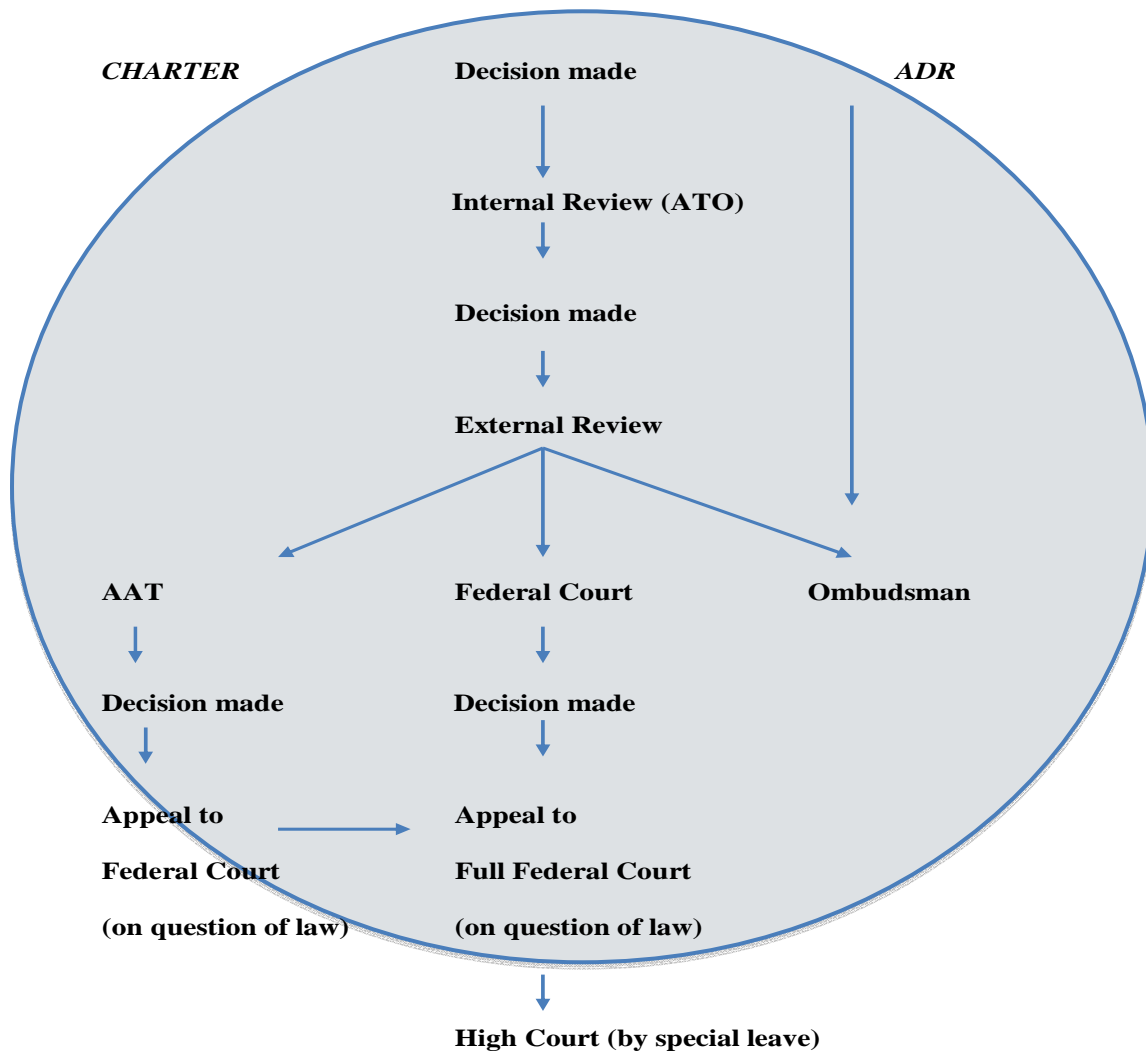 CHARTER
Decision made
ADR
Internal Review (ATO)
Decision made
External Review
AAT
Federal Court
Ombudsman
Decision made
Decision made
Appeal to
Federal Court
(on question of law)
Appeal to
Full Federal Court
(on question of law)
High Court (by special leave)